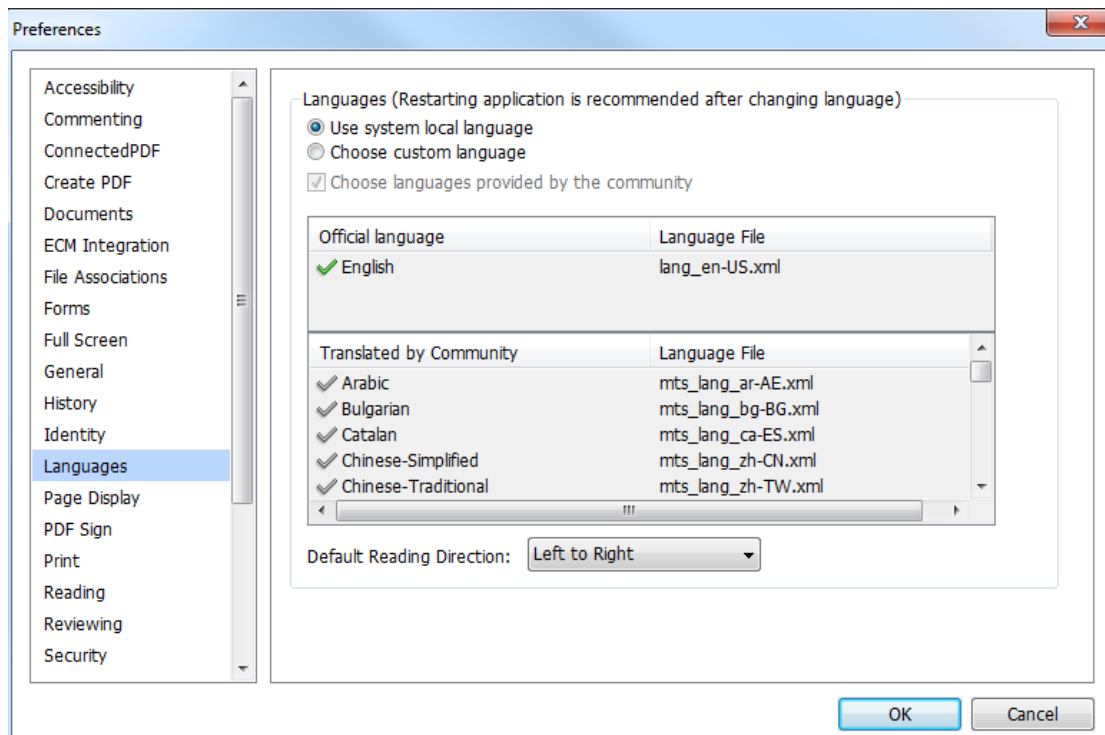 Preferences
Accessibility
Commenting
ConnectedPDF
Create PDF
Documents
ECM Integration
File Associations
Forms
Full Screen
General
History
Identity
Languages
Page Display
PDF Sign
Print
Reading
Reviewing
Security
Languages (Restarting application is recommended after changing language)
Use system local language
Choose custom language
Choose languages provided by the community
Official language Language File
English lang_en-US.xml
Translated by Community Language File
Arabic mts_lang_ar-AE.xml
Bulgarian mts_lang_bg-BG.xml
Catalan mts_lang_ca-ES.xml
Chinese-Simplified mts_lang_zh-CN.xml
Chinese-Traditional mts_lang_zh-TW.xml
Default Reading Direction: Left to Right
OK Cancel